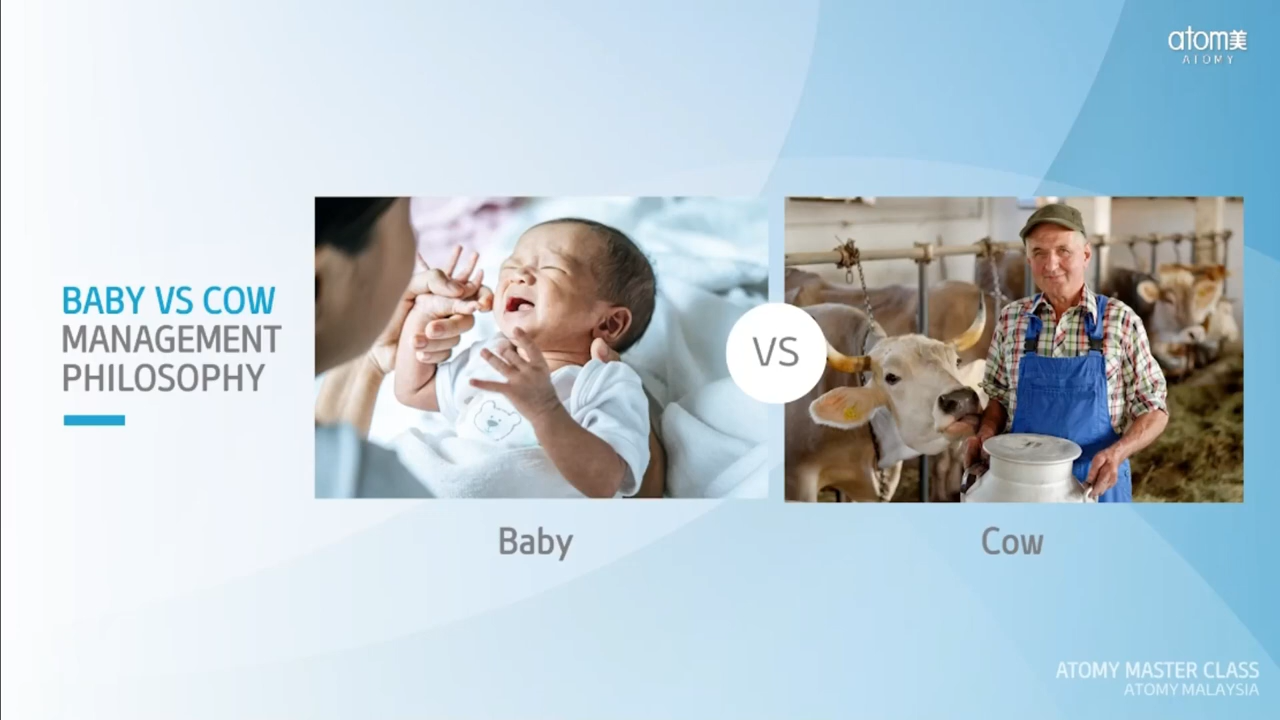 atom美
ATOMY
BABY VS COW
MANAGEMENT
PHILOSOPHY
VS
Baby
Cow
ATOMY MASTER CLASS
ATOMY MALAYSIA